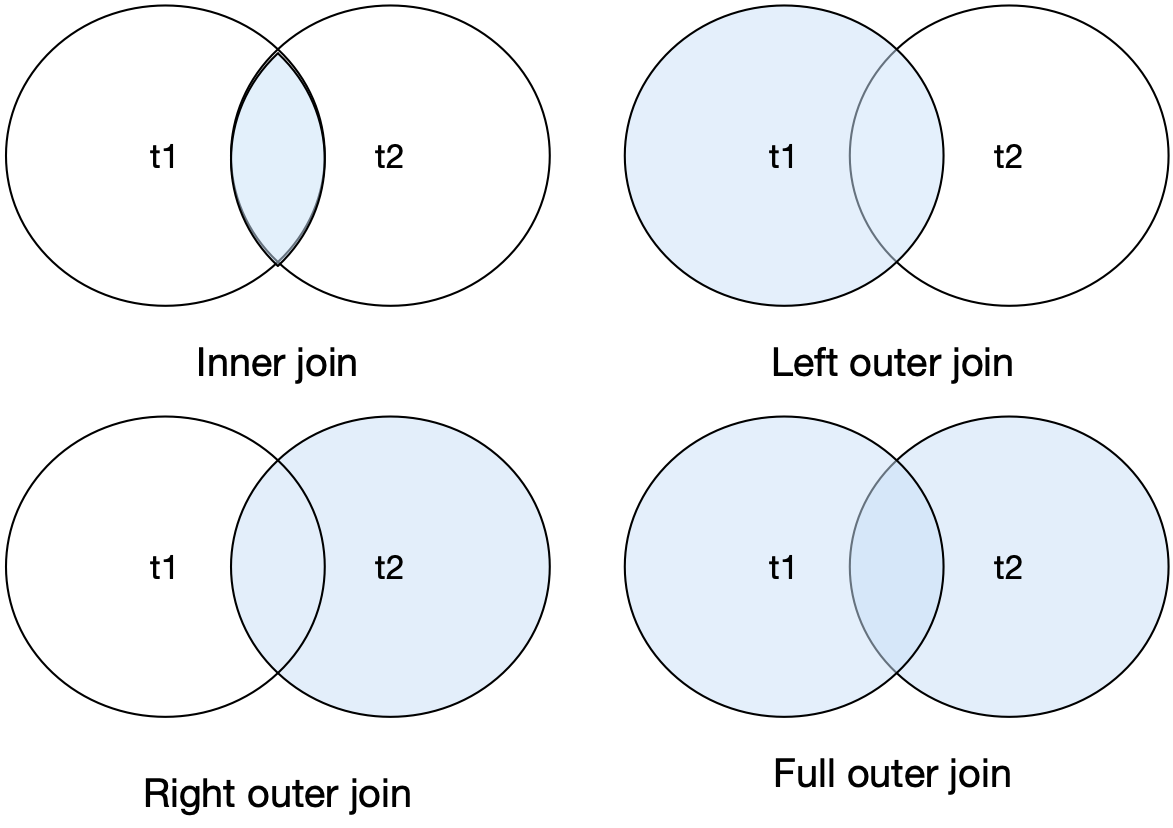 t1
t2
t1
t2
Inner join
Left outer join
t1
t2
t1
t2
Right outer join
Full outer join